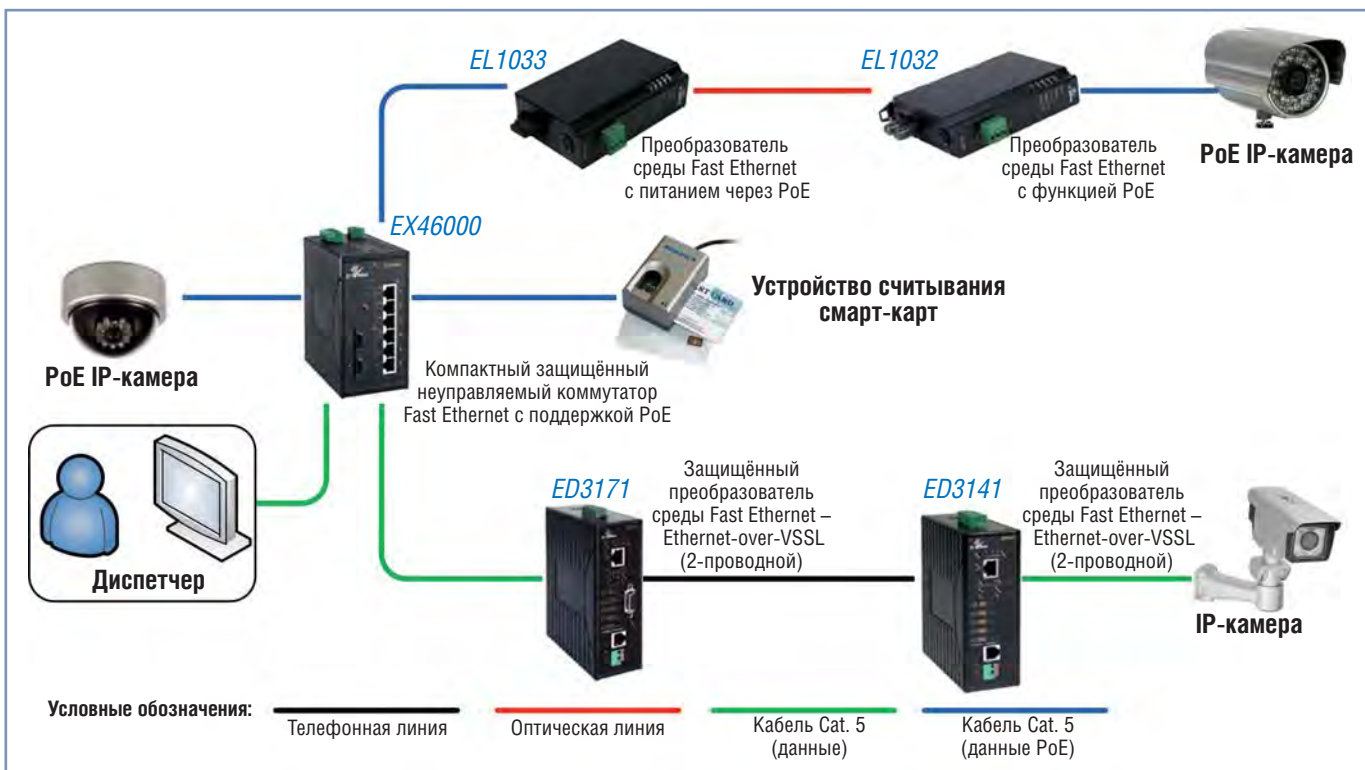 EL1033
EL1032
Преобразователь
среды Fast Ethernet
с питанием через PoE
Преобразователь
среды Fast Ethernet
с функцией PoE
PoE IP-камера
EX46000
PoE IP-камера
Устройство считывания
смарт-карт
Компактный защищённый
неуправляемый коммутатор
Fast Ethernet с поддержкой PoE
Диспетчер
ED3171
Защищённый
преобразователь
среды Fast Ethernet –
Ethernet-over-VSSL
(2-проводной)
ED3141
Защищённый
преобразователь
среды Fast Ethernet –
Ethernet-over-VSSL
(2-проводной)
IP-камера
Условные обозначения:
Телефонная линия
Оптическая линия
Кабель Cat. 5
(данные)
Кабель Cat. 5
(данные PoE)